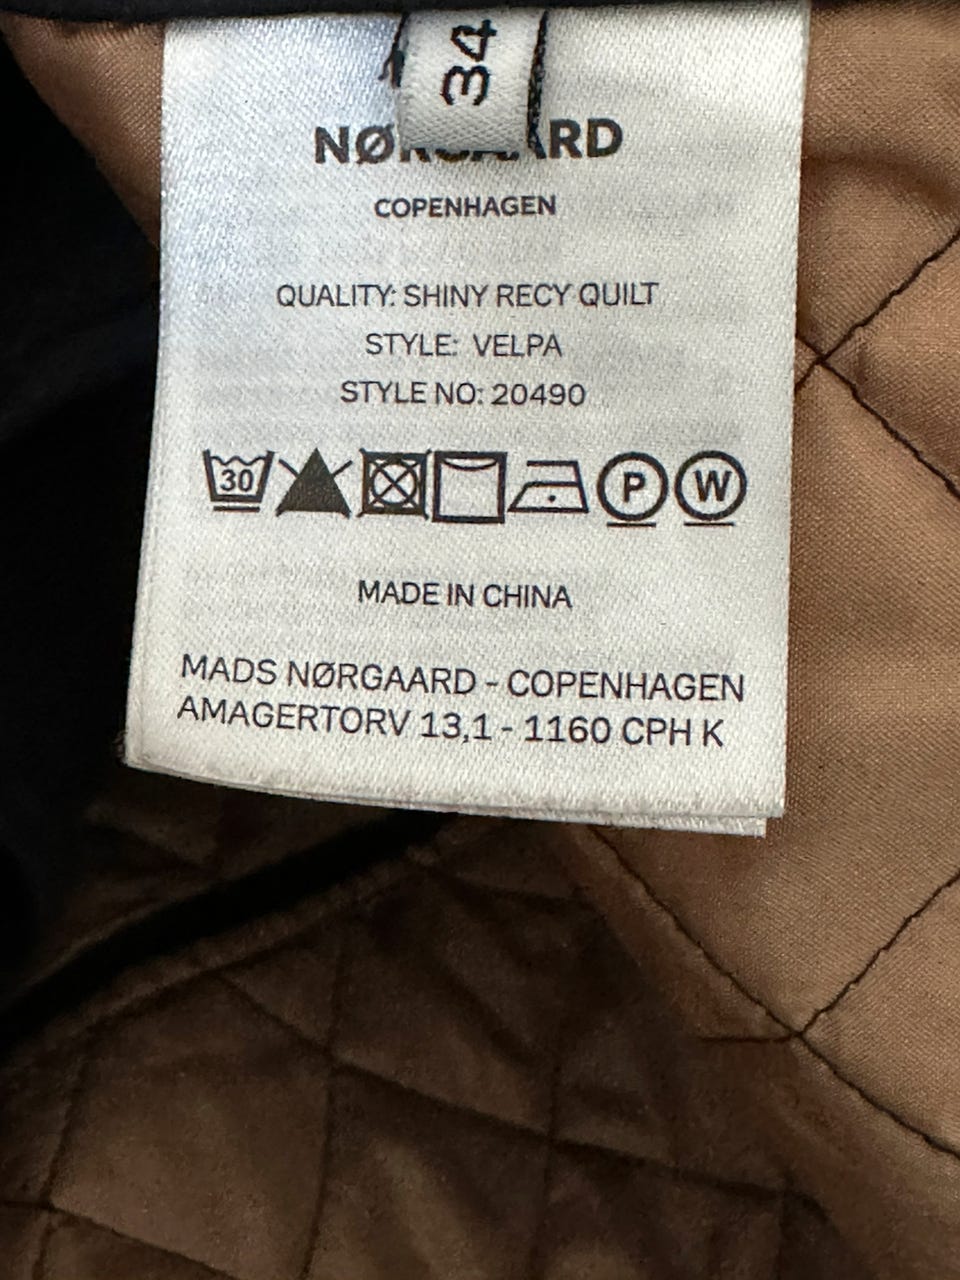 34
COPENHAGEN
QUALITY: SHINY RECY QUILT
STYLE: VELPA
STYLE NO: 20490
30 P W
MADE IN CHINA
MADS NØRGAARD - COPENHAGEN
AMAGERTORV 13,1 - 1160 CPH K